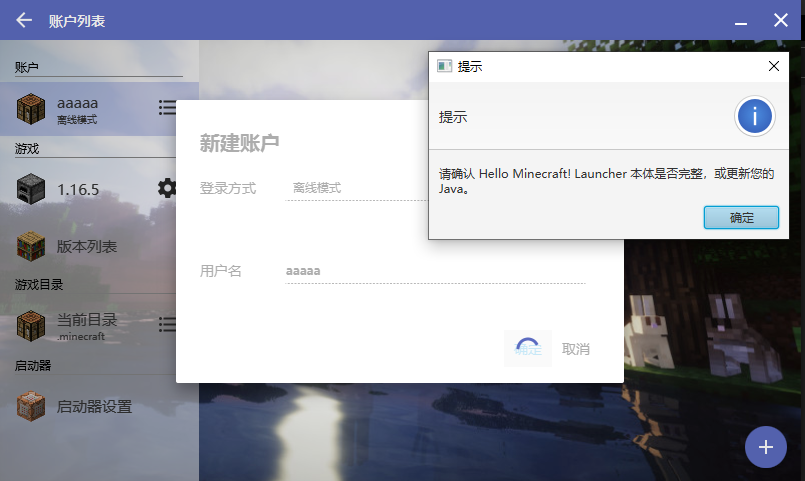 账户列表
账户
aaaaa
离线模式
游戏
1.16.5
版本列表
游戏目录
当前目录
.minecraft
启动器
启动器设置
新建账户
登录方式
离线模式
用户名
aaaaa
确定
取消
提示
提示
请确认 Hello Minecraft! Launcher 本体是否完整，或更新您的
Java。
确定